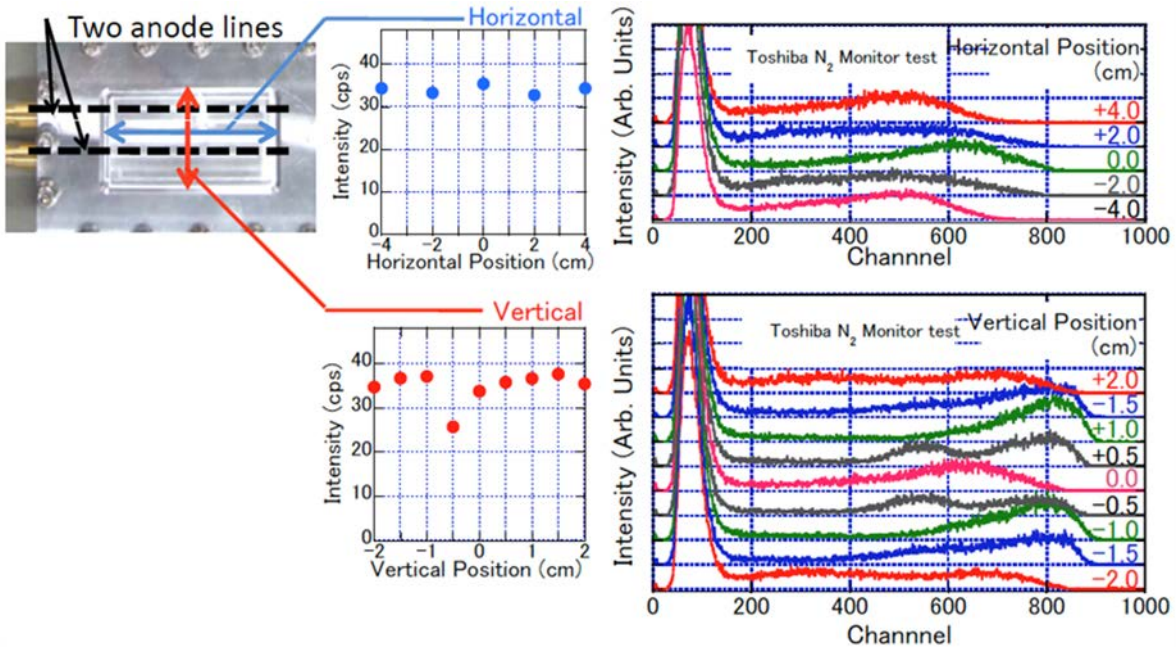 Two anode lines
Horizontal
Intensity (cps)
40
30
20
10
0
−4 −2 0 2 4
Horizontal Position (cm)
Intensity (Arb. Units)
Toshiba N2 Monitor test
Horizontal Position
(cm)
+4.0
+2.0
0.0
−2.0
−4.0
0 200 400 600 800 1000
Channnel
Vertical
Intensity (cps)
40
30
20
10
0
−2 −1 0 1 2
Vertical Position (cm)
Intensity (Arb. Units)
Toshiba N2 Monitor test
Vertical Position
(cm)
+2.0
−1.5
+1.0
+0.5
0.0
−0.5
−1.0
−1.5
−2.0
0 200 400 600 800 1000
Channnel